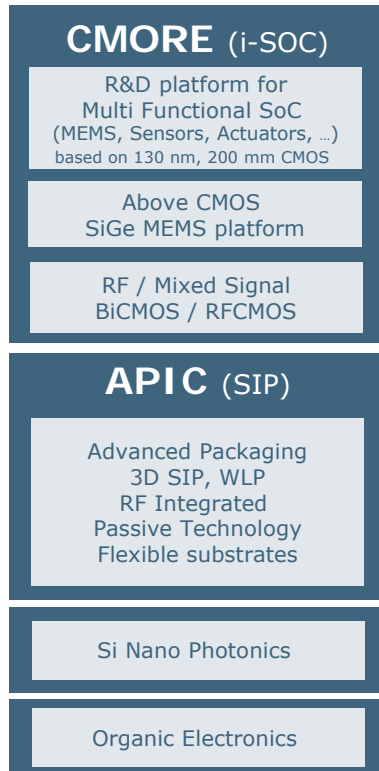 CMORE (i-SOC)
R&D platform for
Multi Functional SoC
(MEMS, Sensors, Actuators, …)
based on 130 nm, 200 mm CMOS
Above CMOS
SiGe MEMS platform
RF / Mixed Signal
BiCMOS / RFCMOS
APIC (SIP)
Advanced Packaging
3D SIP, WLP
RF Integrated
Passive Technology
Flexible substrates
Si Nano Photonics
Organic Electronics